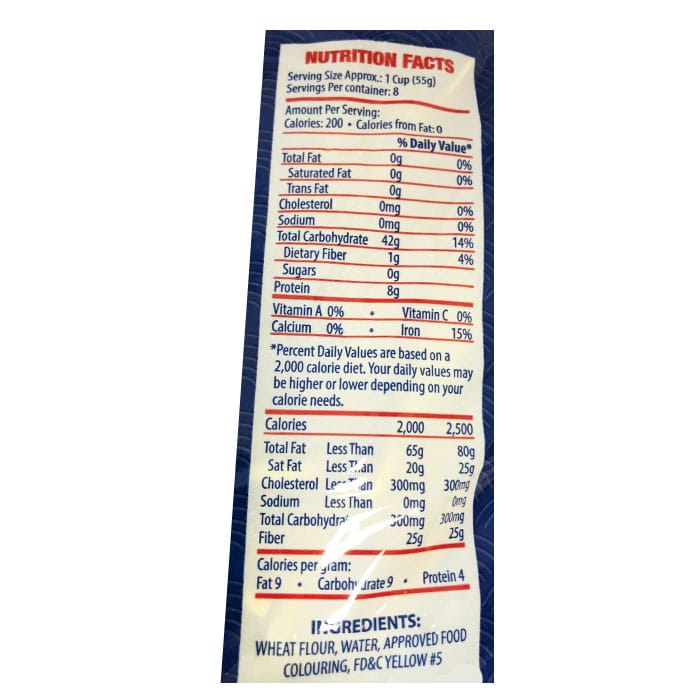 NUTRITION FACTS
Serving Size Approx.: 1 Cup (55g)
Servings Per container: 8
Amount Per Serving:
Calories: 200 • Calories from Fat: 0
% Daily Value*
Total Fat 0g 0%
Saturated Fat 0g 0%
Trans Fat 0g
Cholesterol 0mg 0%
Sodium 0mg 0%
Total Carbohydrate 42g 14%
Dietary Fiber 1g 4%
Sugars 0g
Protein 8g
Vitamin A 0% • Vitamin C 0%
Calcium 0% • Iron 15%
*Percent Daily Values are based on a
2,000 calorie diet. Your daily values may
be higher or lower depending on your
calorie needs.
Calories 2,000 2,500
Total Fat Less Than 65g 80g
Sat Fat Less Than 20g 25g
Cholesterol Less Than 300mg 300mg
Sodium Less Than 0mg 0mg
Total Carbohydrate 300mg 300mg
Fiber 25g 25g
Calories per gram:
Fat 9 • Carbohydrate 9 • Protein 4
INGREDIENTS:
WHEAT FLOUR, WATER, APPROVED FOOD
COLOURING, FD&C YELLOW #5